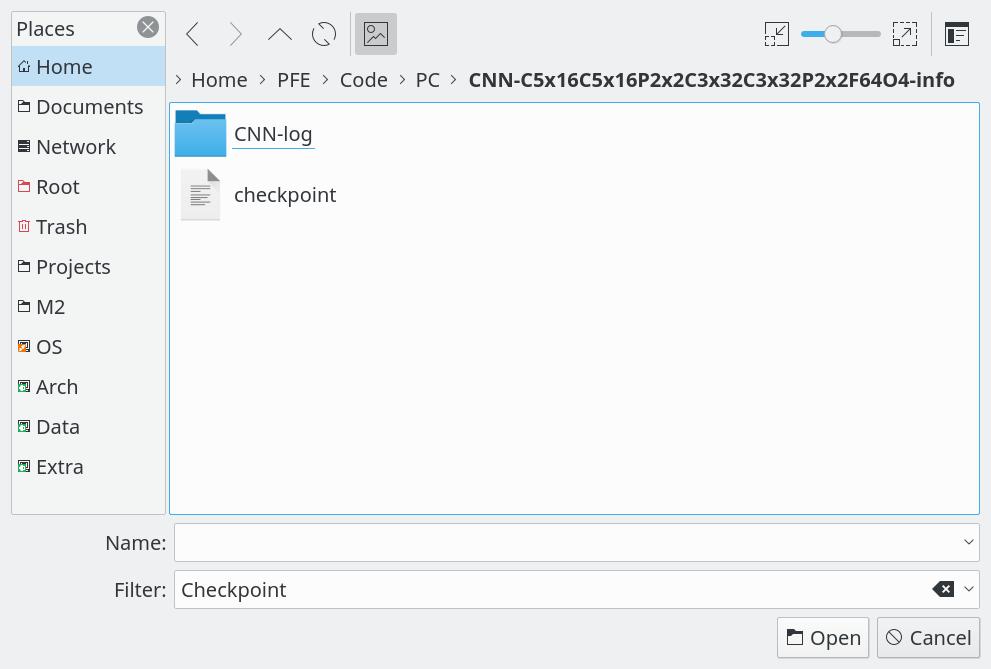 Places
Home
Documents
Network
Root
Trash
Projects
M2
OS
Arch
Data
Extra
Home PFE Code PC CNN-C5x16C5x16P2x2C3x32C3x32P2x2F64O4-info
CNN-log
checkpoint
Name:
Filter: Checkpoint
Open Cancel